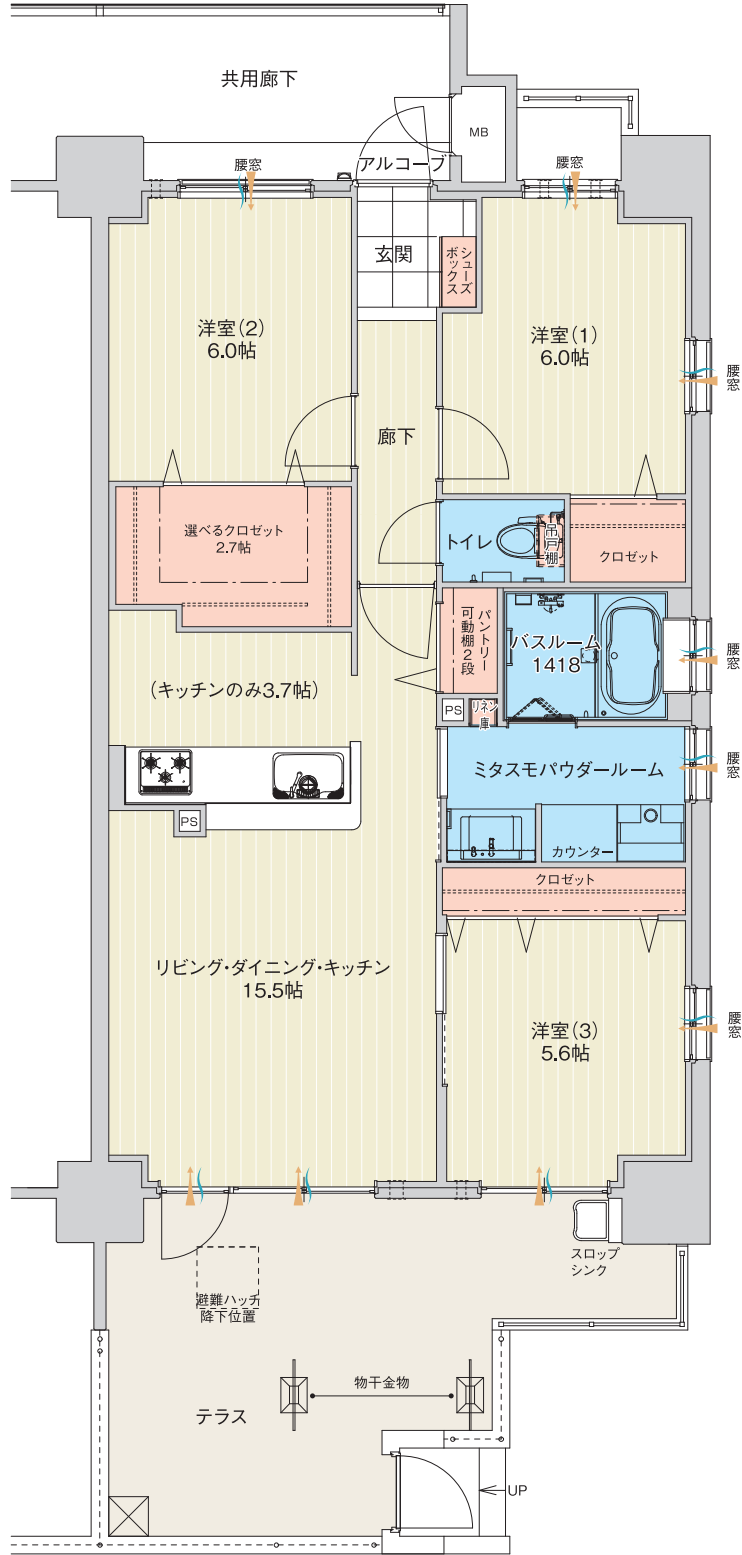 共用廊下
MB
アルコーブ
腰窓
腰窓
玄関
シューズ
ボックス
洋室(2)
6.0帖
洋室(1)
6.0帖
腰窓
廊下
選べるクロゼット
2.7帖
トイレ
吊戸棚
クロゼット
パントリー
可動棚2段
バスルーム
1418
腰窓
(キッチンのみ3.7帖)
PS
リネン
庫
ミタスモパウダールーム
腰窓
PS
カウンター
クロゼット
リビング・ダイニング・キッチン
15.5帖
洋室(3)
5.6帖
腰窓
スロップ
シンク
避難ハッチ
降下位置
物干金物
テラス
UP